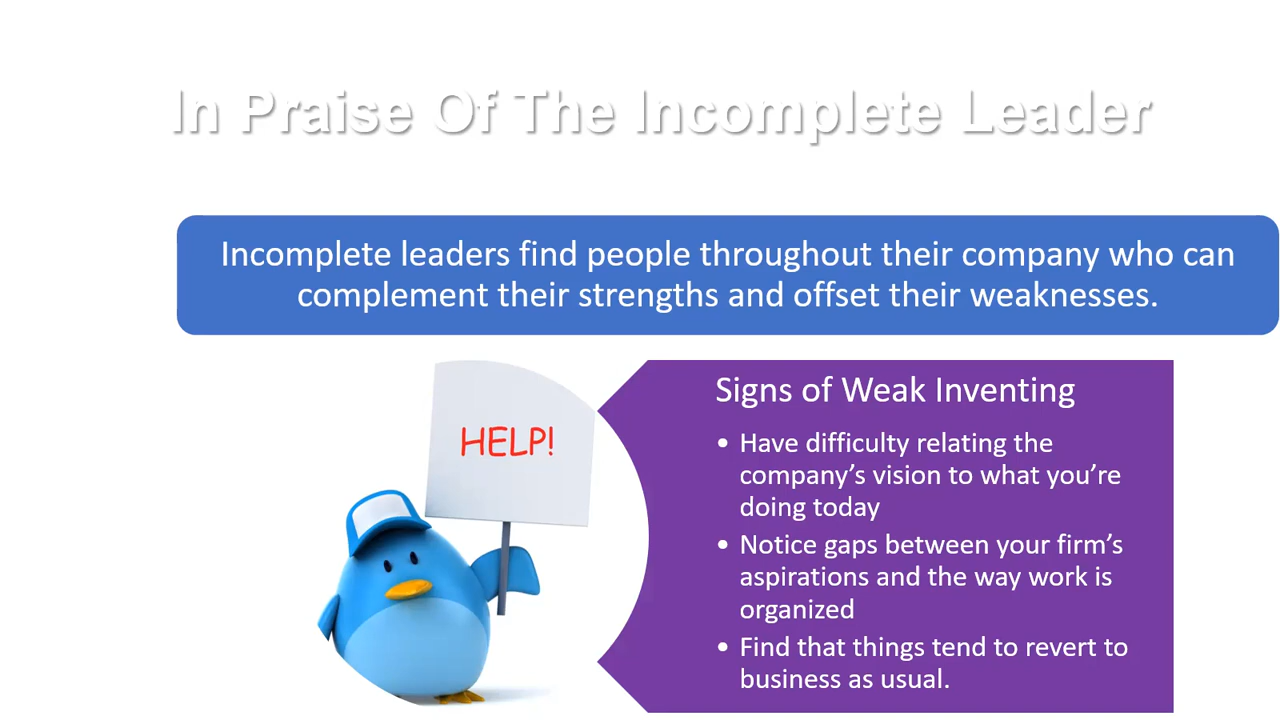 In Praise Of The Incomplete Leader
Incomplete leaders find people throughout their company who can
complement their strengths and offset their weaknesses.
HELP!
Signs of Weak Inventing
• Have difficulty relating the
company's vision to what you're
doing today
• Notice gaps between your firm's
aspirations and the way work is
organized
• Find that things tend to revert to
business as usual.